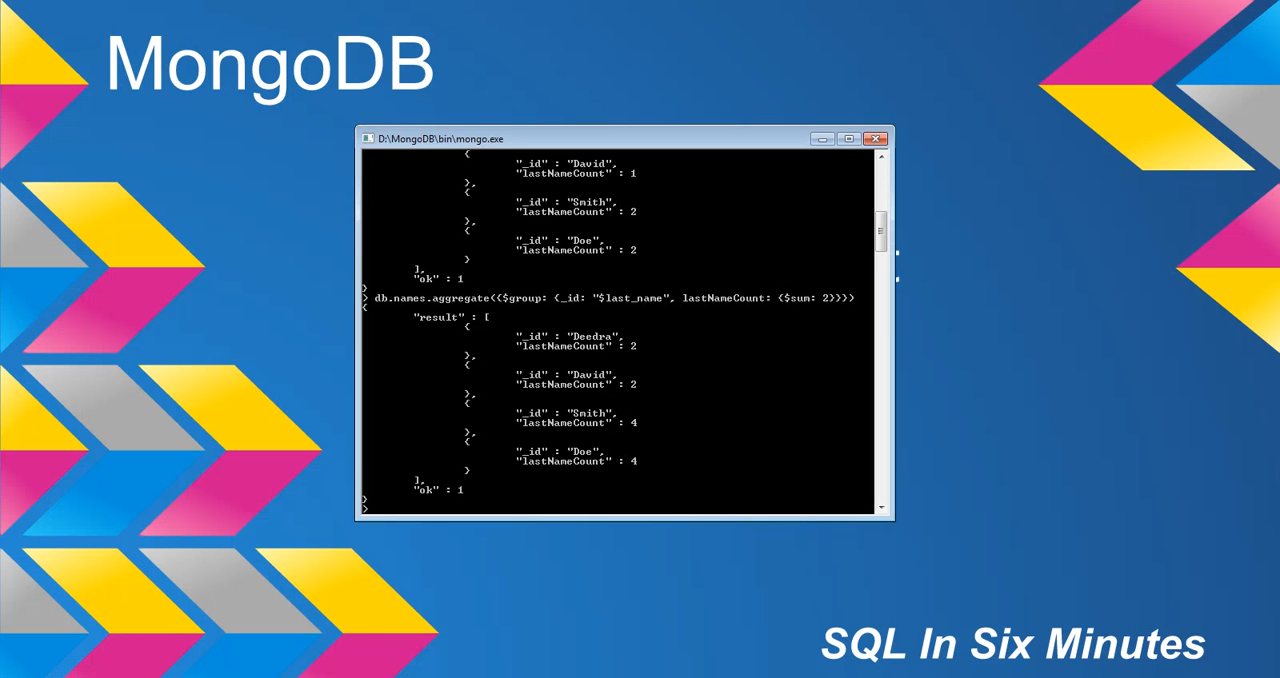 MongoDB
D:\MongoDB\bin\mongo.exe
{
"_id" : "David",
"lastNameCount" : 1
},
{
"_id" : "Smith",
"lastNameCount" : 2
},
{
"_id" : "Doe",
"lastNameCount" : 2
}
],
"ok" : 1
}
> db.names.aggregate({$group: {_id: "$last_name", lastNameCount: {$sum: 2}}})
{
"result" : [
{
"_id" : "Deedra",
"lastNameCount" : 2
},
{
"_id" : "David",
"lastNameCount" : 2
},
{
"_id" : "Smith",
"lastNameCount" : 4
},
{
"_id" : "Doe",
"lastNameCount" : 4
}
],
"ok" : 1
}
>
SQL In Six Minutes